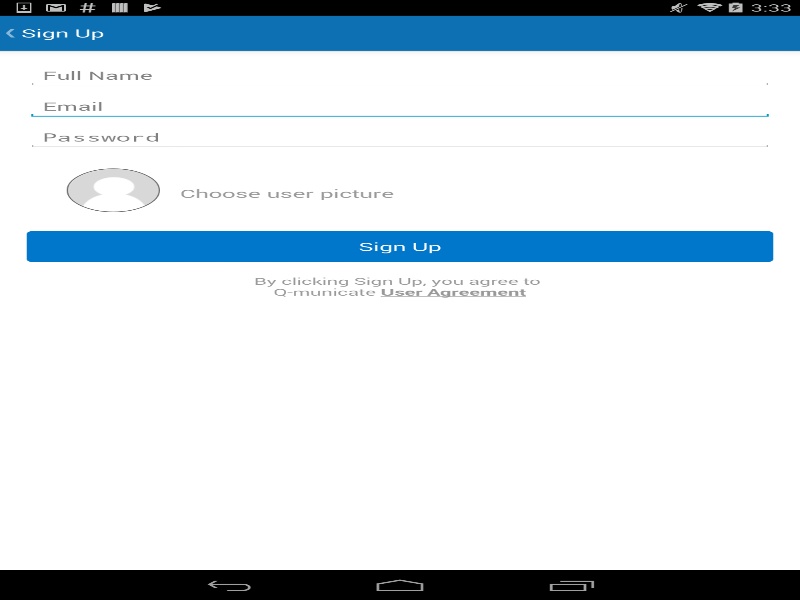 3:33
Sign Up
Full Name
Email
Password
Choose user picture
Sign Up
By clicking Sign Up, you agree to
Q-municate User Agreement